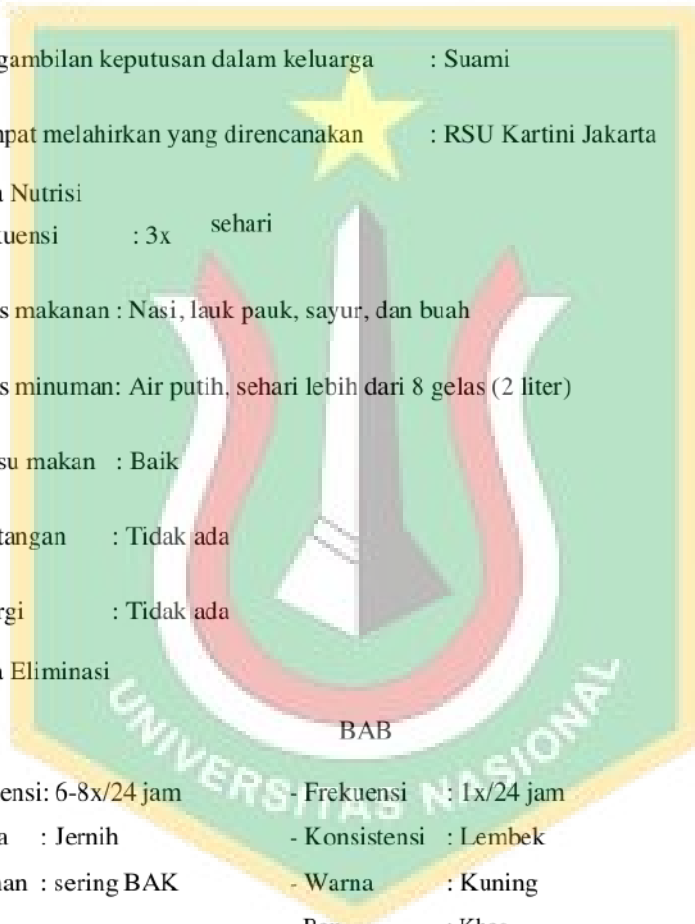 gambilan keputusan dalam keluarga : Suami
npat melahirkan yang direncanakan : RSU Kartini Jakarta
a Nutrisi
kuensi : 3x sehari
s makanan : Nasi, lauk pauk, sayur, dan buah
s minuman: Air putih, sehari lebih dari 8 gelas (2 liter)
su makan : Baik
tangan : Tidak ada
rgi : Tidak ada
a Eliminasi
BAB
ensi: 6-8x/24 jam - Frekuensi : 1x/24 jam
a : Jernih - Konsistensi : Lembek
han : sering BAK - Warna : Kuning
UNIVERSITAS NASIONAL